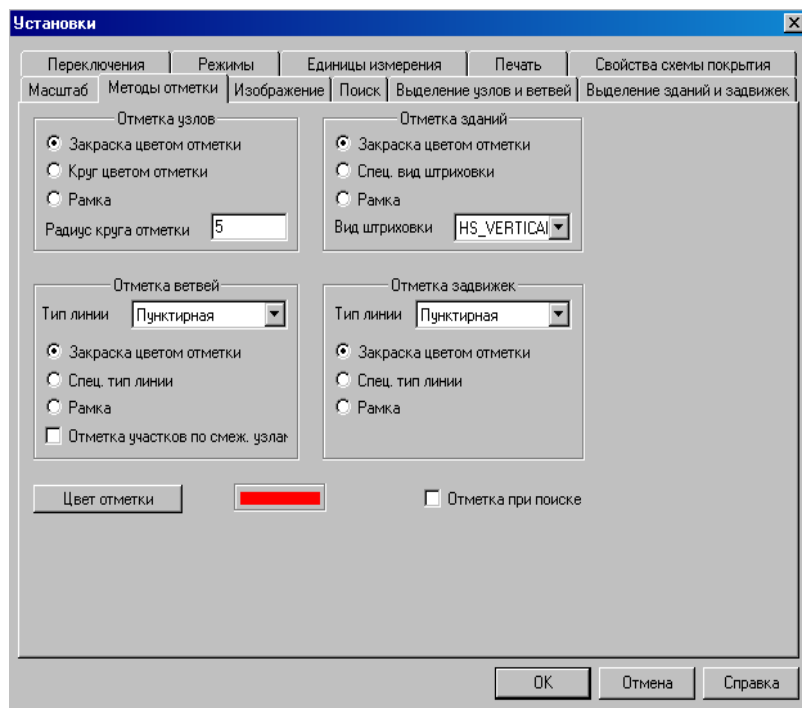 Установки
Переключения Режимы Единицы измерения Печать Свойства схемы покрытия
Масштаб Методы отметки Изображение Поиск Выделение узлов и ветвей Выделение зданий и задвижек
Отметка узлов
Закраска цветом отметки
Круг цветом отметки
Рамка
Радиус круга отметки 5
Отметка зданий
Закраска цветом отметки
Спец. вид штриховки
Рамка
Вид штриховки HS_VERTICAL
Отметка ветвей
Тип линии Пунктирная
Закраска цветом отметки
Спец. тип линии
Рамка
Отметка участков по смеж. узлам
Отметка задвижек
Тип линии Пунктирная
Закраска цветом отметки
Спец. тип линии
Рамка
Цвет отметки
Отметка при поиске
OK Отмена Справка